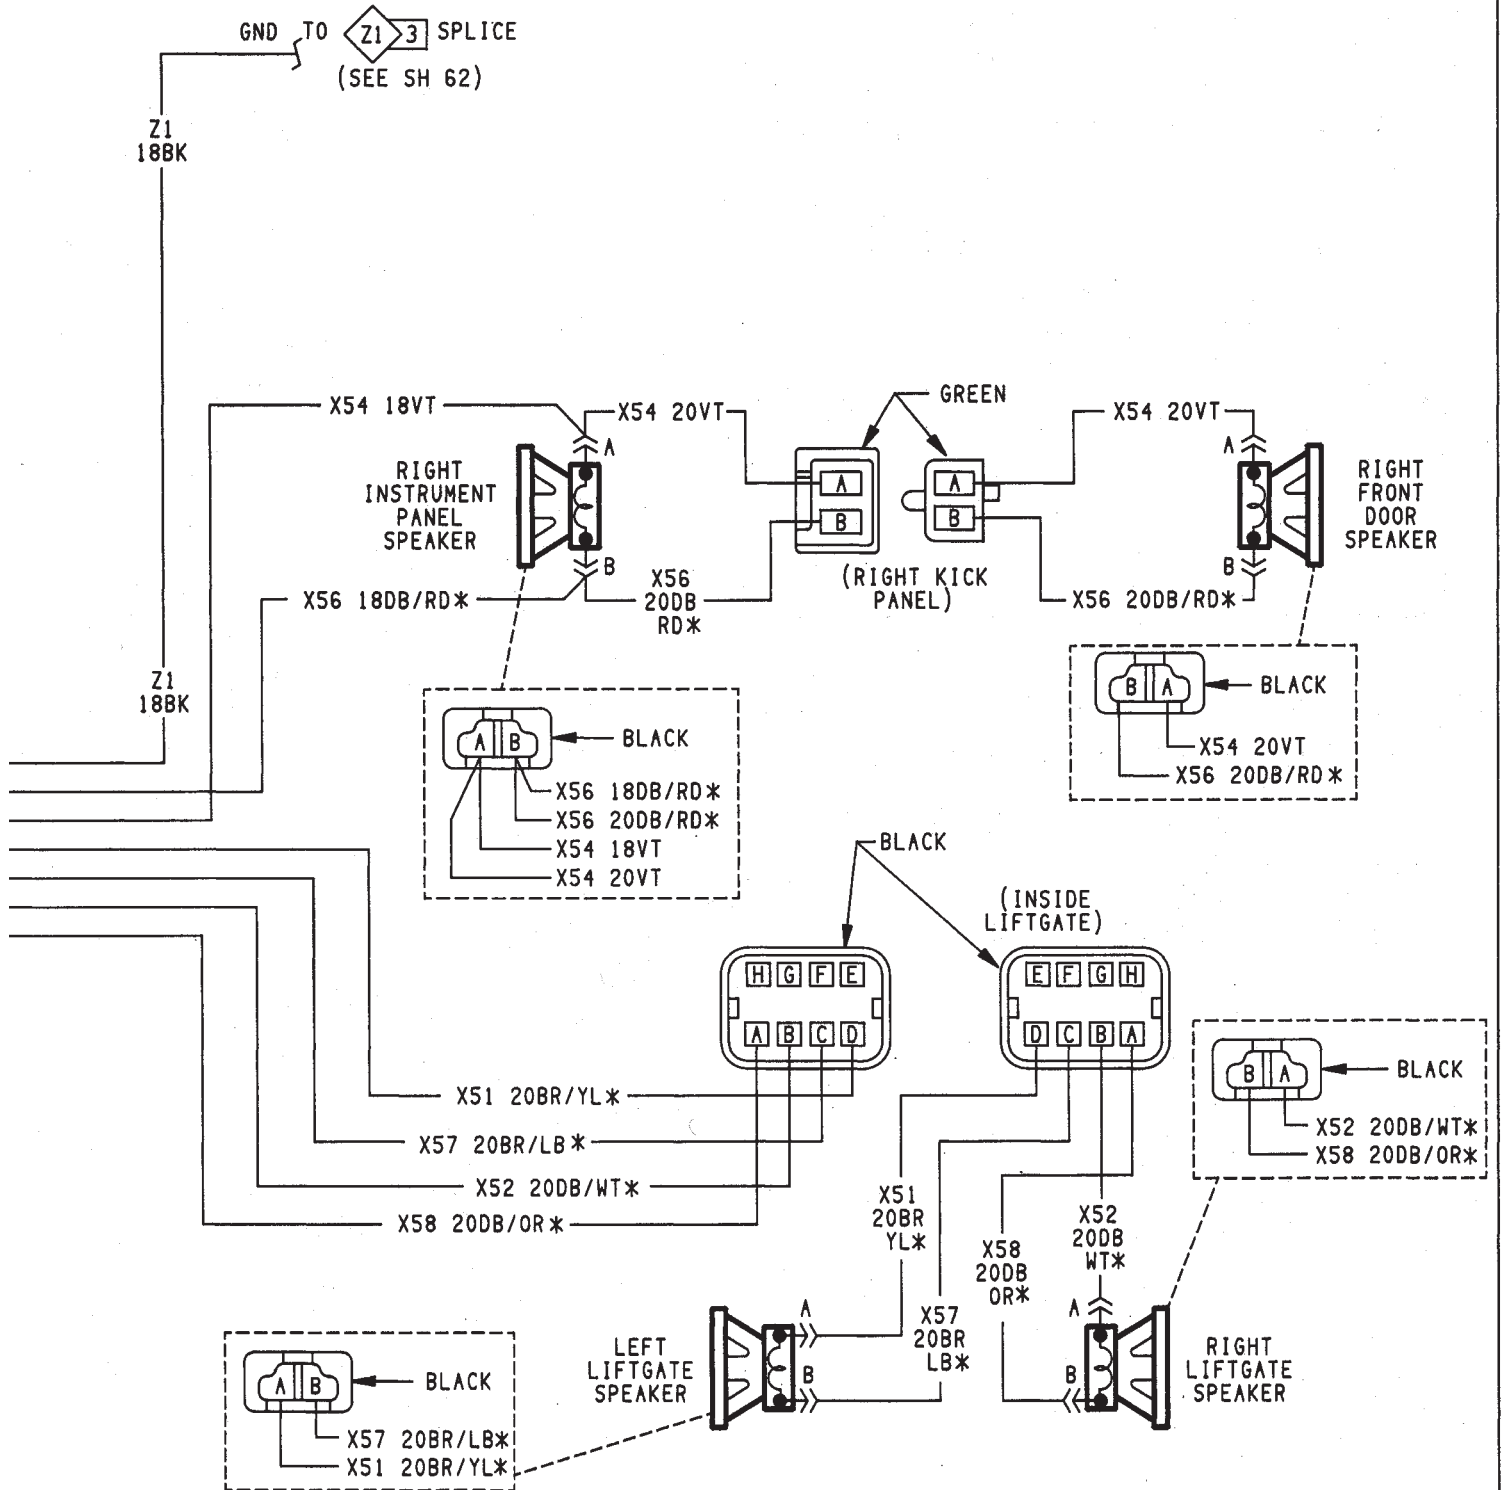 GND TO Z1 3 SPLICE
(SEE SH 62)
Z1
18BK
X54 18VT
X54 20VT
GREEN
X54 20VT
A
A
RIGHT
INSTRUMENT
PANEL
SPEAKER
A
B
A
B
RIGHT
FRONT
DOOR
SPEAKER
B
B
(RIGHT KICK
PANEL)
X56 18DB/RD*
X56
20DB
RD*
X56 20DB/RD*
Z1
18BK
A B
BLACK
X56 18DB/RD*
X56 20DB/RD*
X54 18VT
X54 20VT
B A
BLACK
X54 20VT
X56 20DB/RD*
BLACK
(INSIDE
LIFTGATE)
H G F E
A B C D
E F G H
D C B A
B A
BLACK
X52 20DB/WT*
X58 20DB/OR*
X51 20BR/YL*
X57 20BR/LB*
X52 20DB/WT*
X58 20DB/OR*
X51
20BR
YL*
X57
20BR
LB*
X58
20DB
OR*
X52
20DB
WT*
LEFT
LIFTGATE
SPEAKER
A
B
A
B
RIGHT
LIFTGATE
SPEAKER
A B
BLACK
X57 20BR/LB*
X51 20BR/YL*